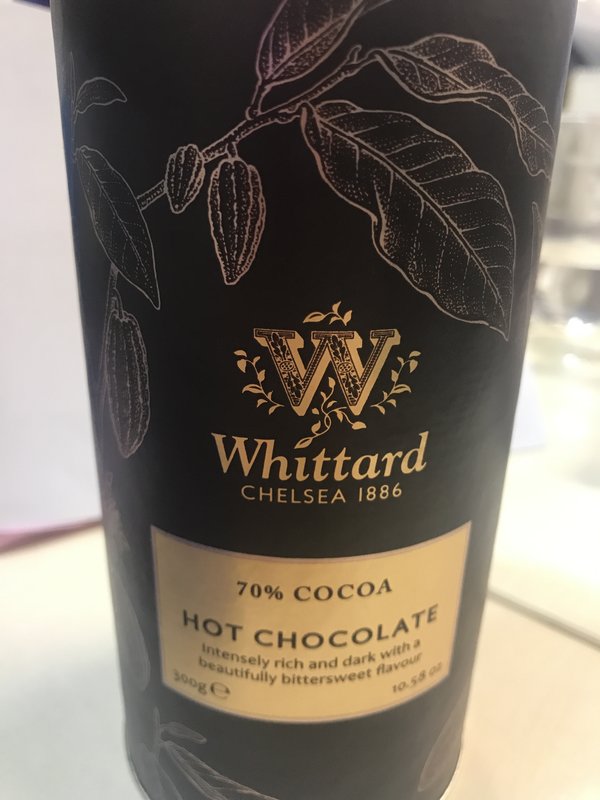 W
Whittard
CHELSEA 1886
70% COCOA
HOT CHOCOLATE
Intensely rich and dark with a
beautifully bittersweet flavour
300g ℮
10.58 oz